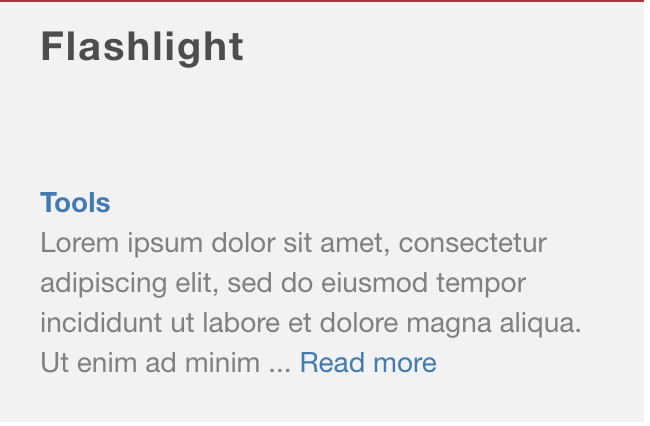 Flashlight
Tools
Lorem ipsum dolor sit amet, consectetur
adipiscing elit, sed do eiusmod tempor
incididunt ut labore et dolore magna aliqua.
Ut enim ad minim ... Read more